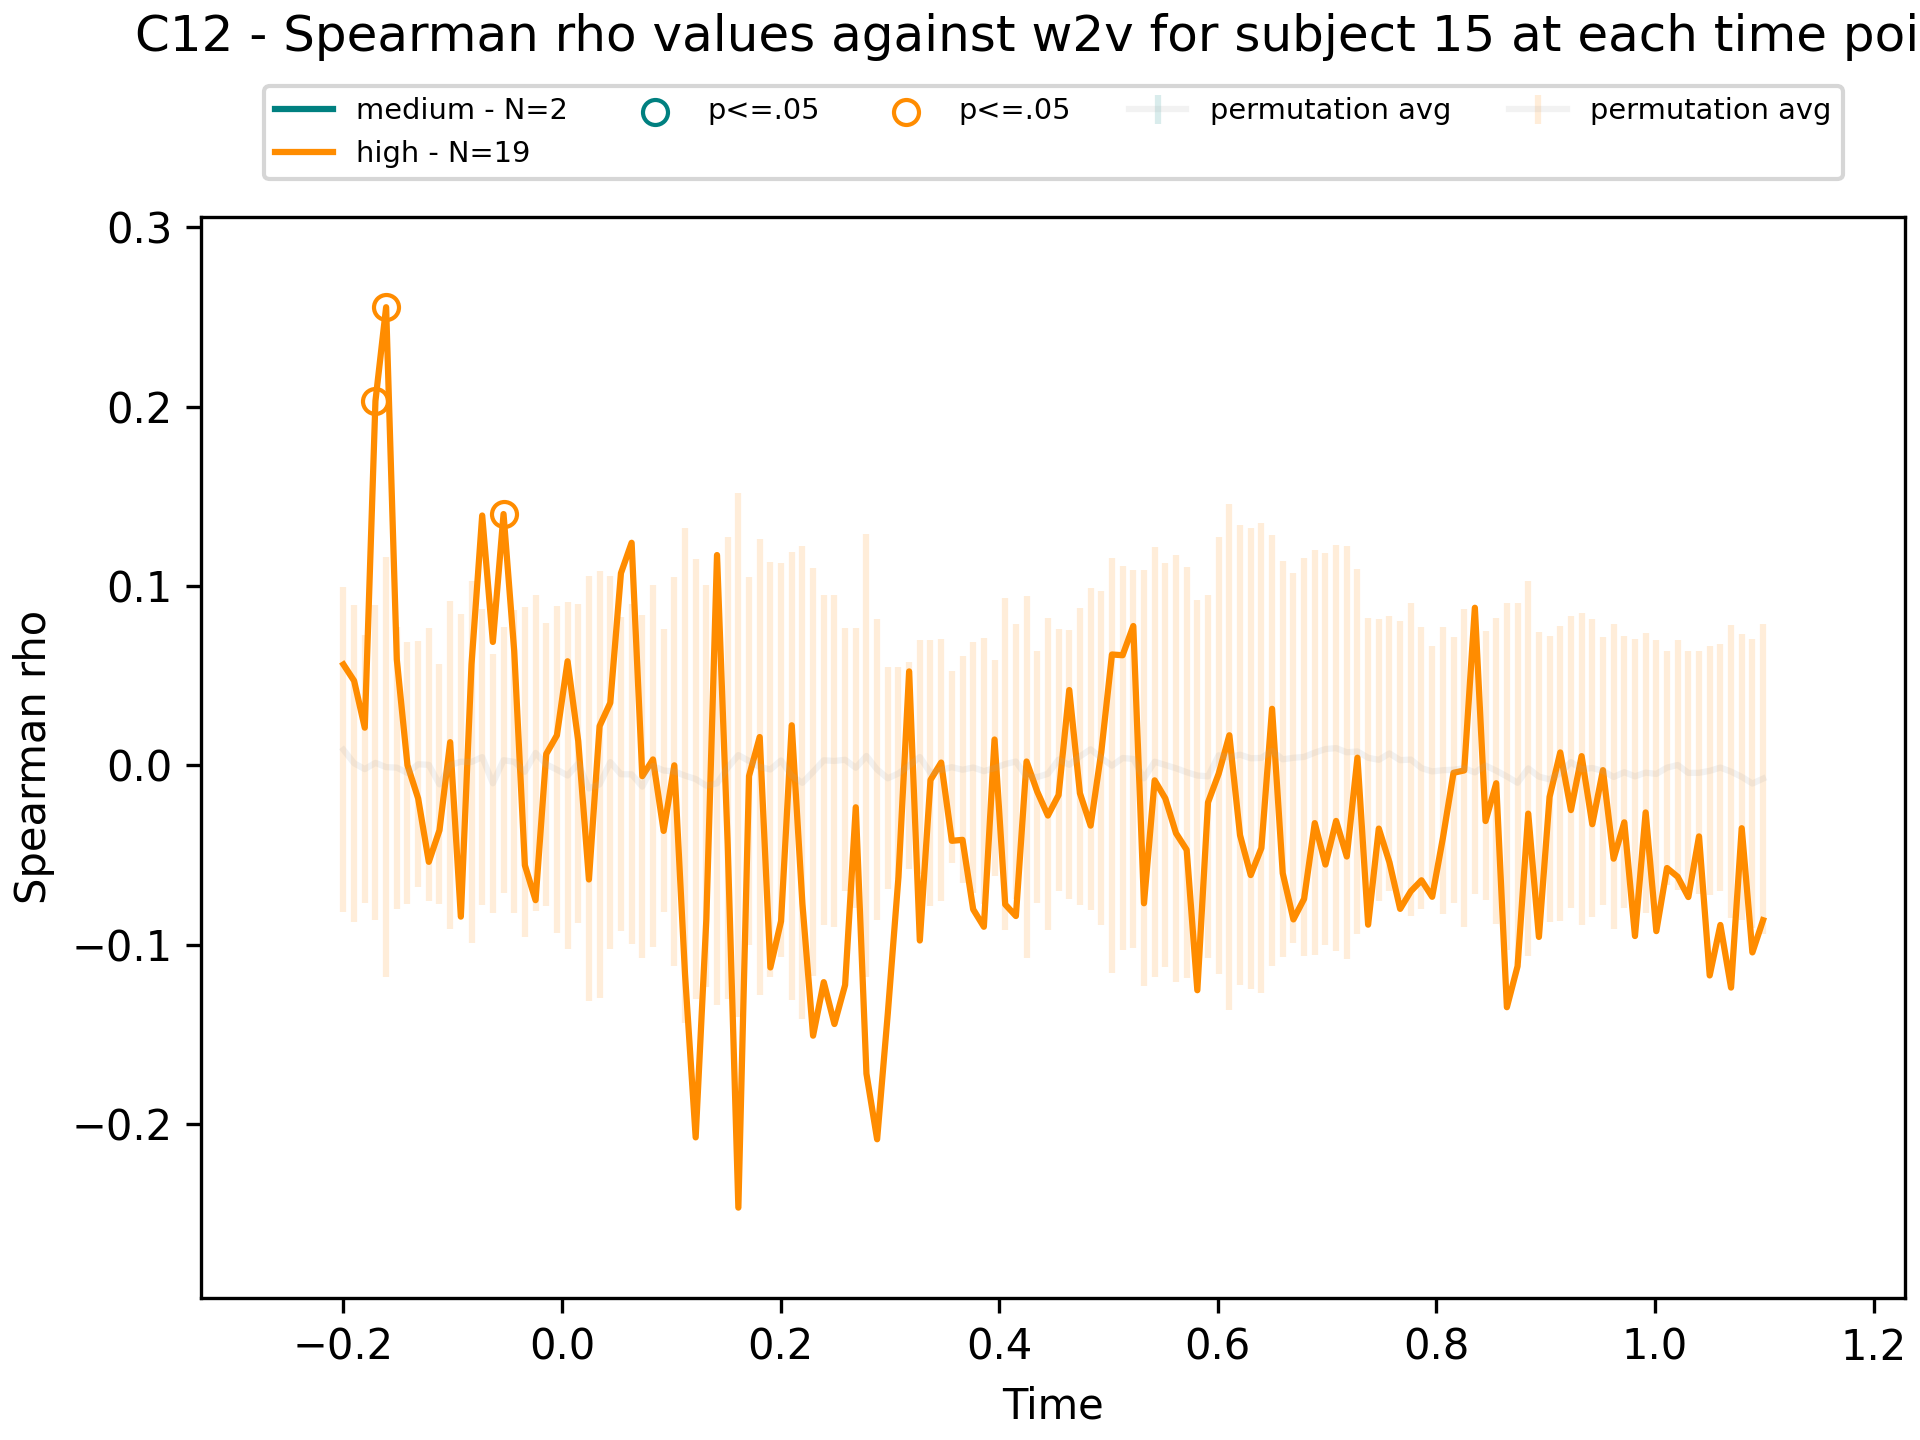 C12 - Spearman rho values against w2v for subject 15 at each time poi
medium - N=2
high - N=19
p<=.05
p<=.05
permutation avg
permutation avg
0.3
0.2
0.1
0.0
−0.1
−0.2
Spearman rho
−0.2 0.0 0.2 0.4 0.6 0.8 1.0 1.2
Time